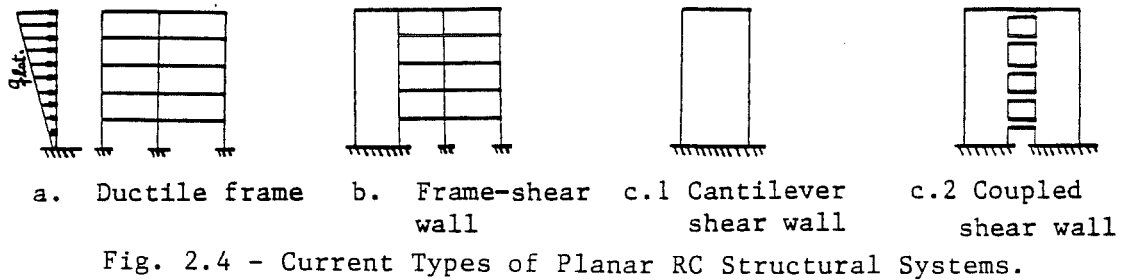 q lat.
a. Ductile frame b. Frame-shear wall c.1 Cantilever shear wall c.2 Coupled shear wall
Fig. 2.4 - Current Types of Planar RC Structural Systems.